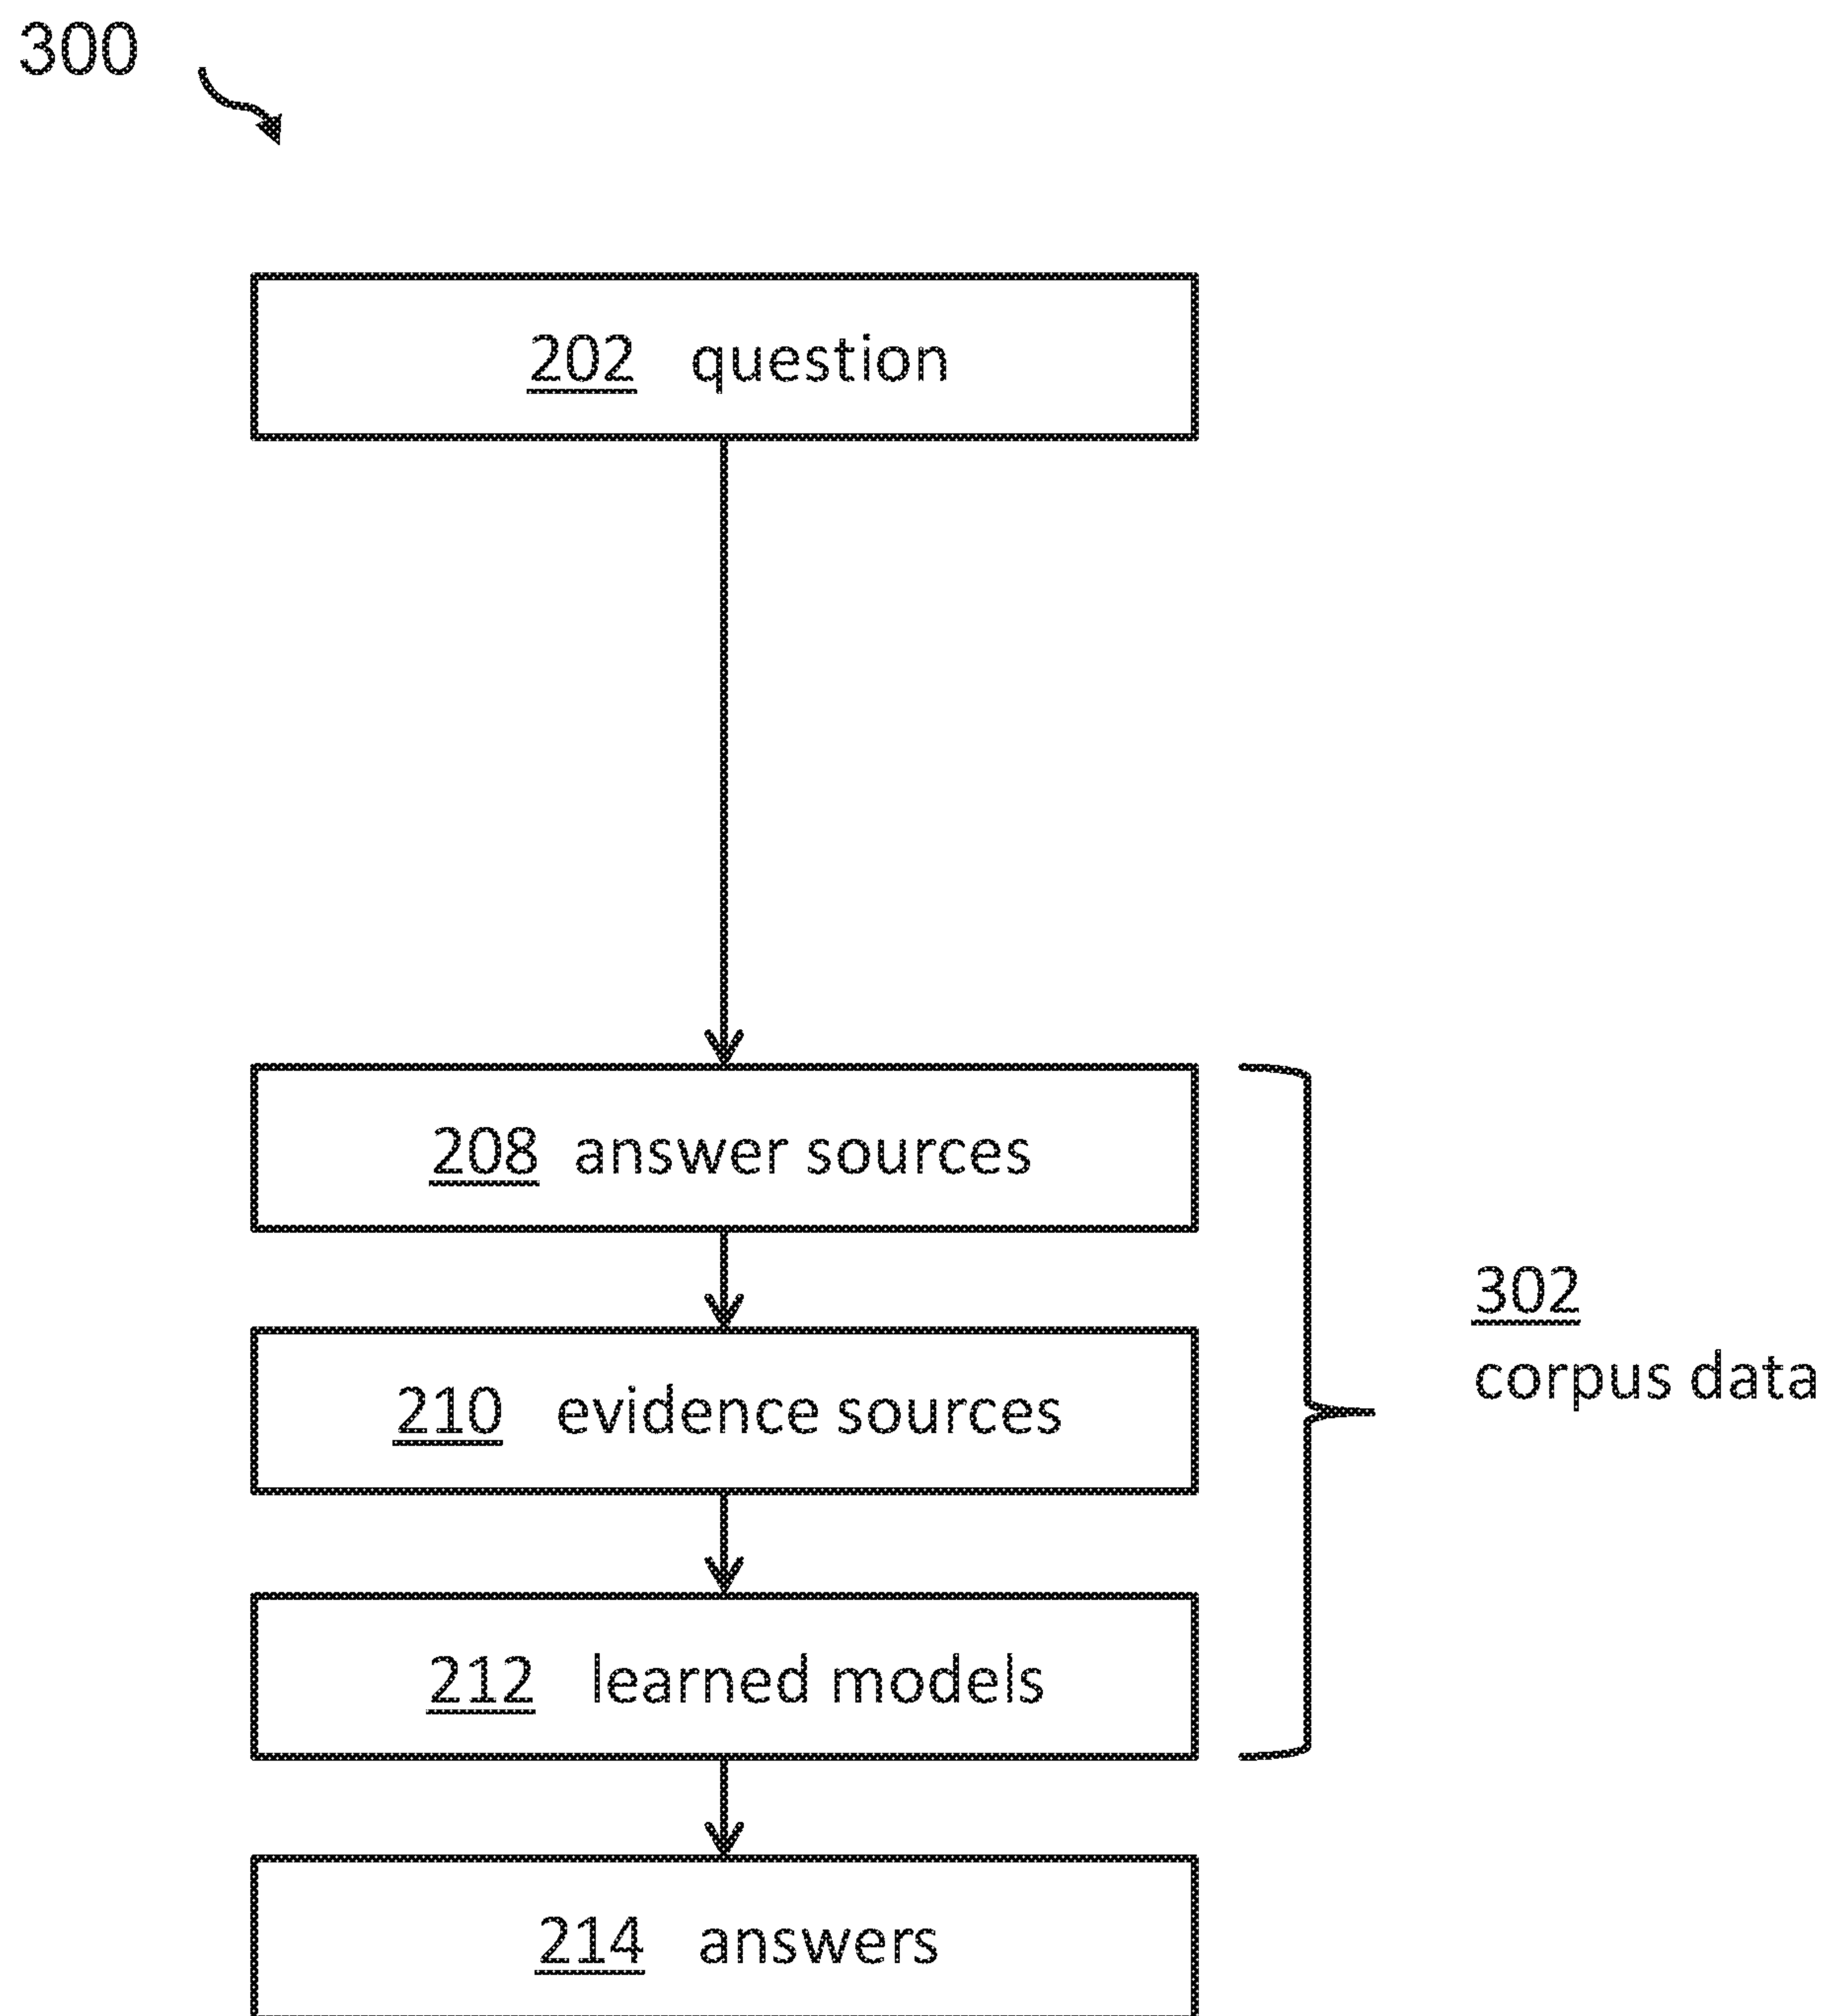 300
202 question
208 answer sources
210 evidence sources
302
corpus data
212 learned models
214 answers